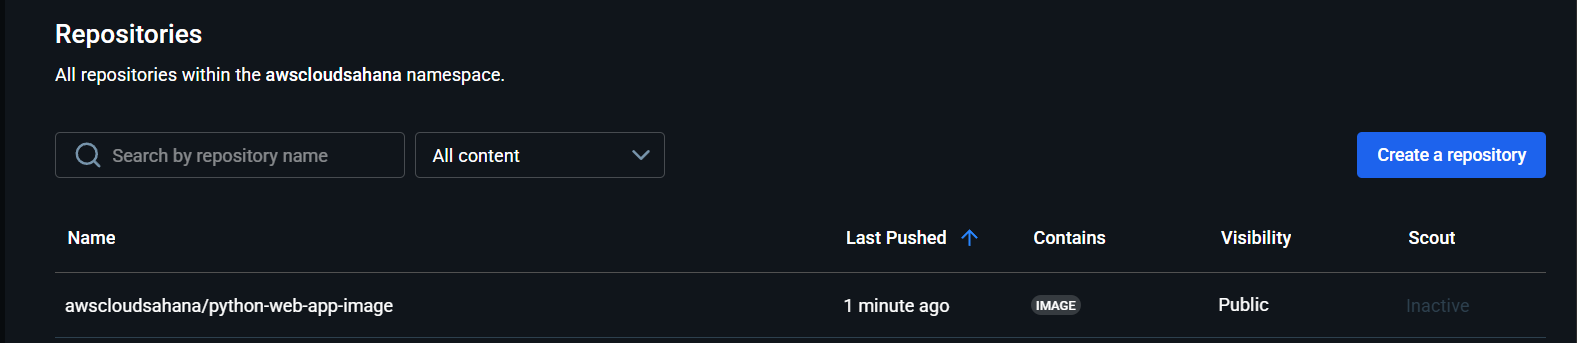 Repositories
All repositories within the awscloudsahana namespace.
Search by repository name
All content
Create a repository
Name Last Pushed Contains Visibility Scout
awscloudsahana/python-web-app-image 1 minute ago IMAGE Public Inactive